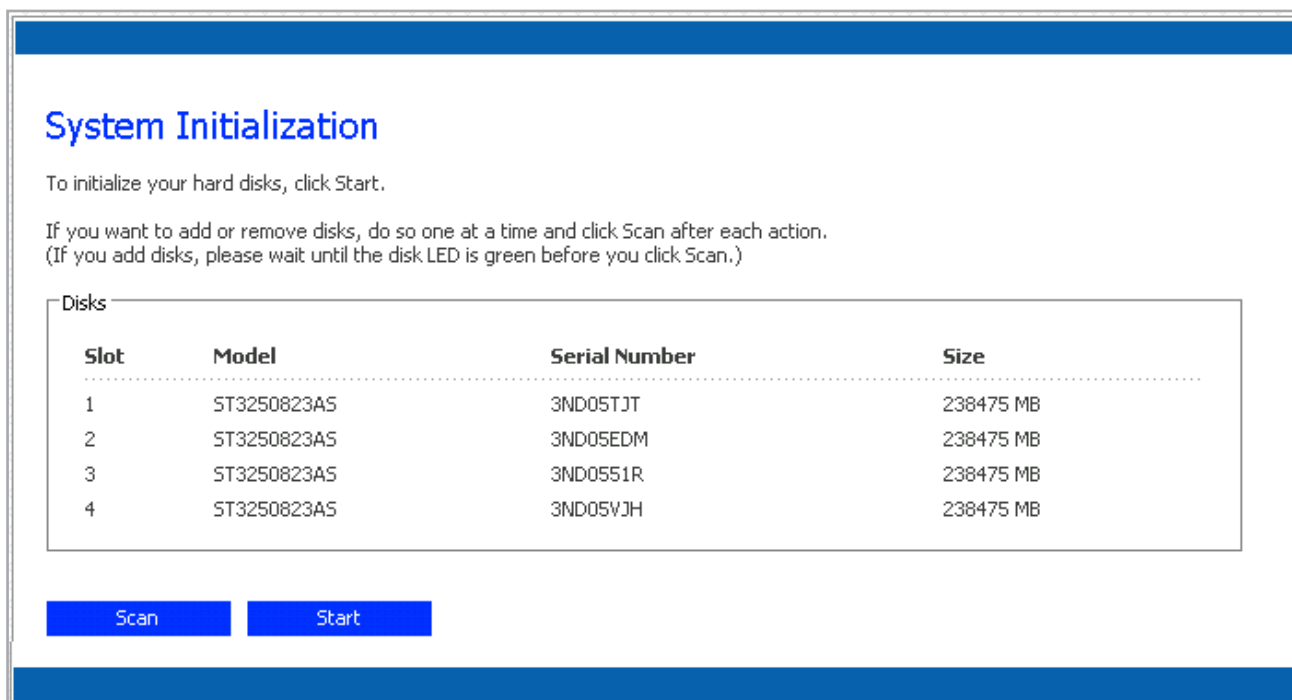 System Initialization
To initialize your hard disks, click Start.
If you want to add or remove disks, do so one at a time and click Scan after each action.
(If you add disks, please wait until the disk LED is green before you click Scan.)
Disks
Slot Model Serial Number Size
1 ST3250823AS 3ND05TJT 238475 MB
2 ST3250823AS 3ND05EDM 238475 MB
3 ST3250823AS 3ND0551R 238475 MB
4 ST3250823AS 3ND05VJH 238475 MB
Scan Start